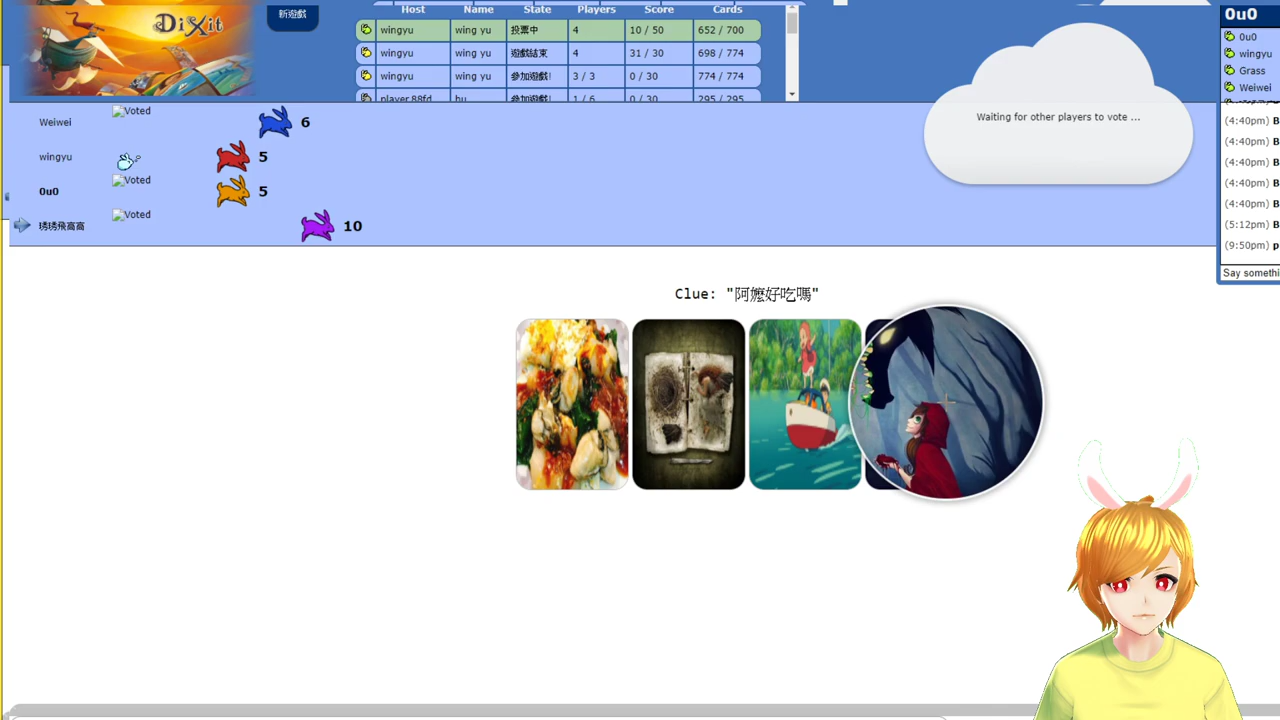 DiXit
新遊戲
Host Name State Players Score Cards
wingyu wing yu 投票中 4 10 / 50 652 / 700
wingyu wing yu 遊戲結束 4 31 / 30 698 / 774
wingyu wing yu 參加遊戲! 3 / 3 0 / 30 774 / 774
player 88fd hu 參加遊戲! 1 / 6 0 / 30 295 / 295
Weiwei Voted 6
wingyu 5
0u0 Voted 5
琇琇飛高高 Voted 10
Waiting for other players to vote ...
0u0
0u0
wingyu
Grass
Weiwei
(4:40pm) B
(4:40pm) B
(4:40pm) B
(4:40pm) B
(4:40pm) B
(5:12pm) B
(9:50pm) p
Say somethi
Clue: "阿嬤好吃嗎"